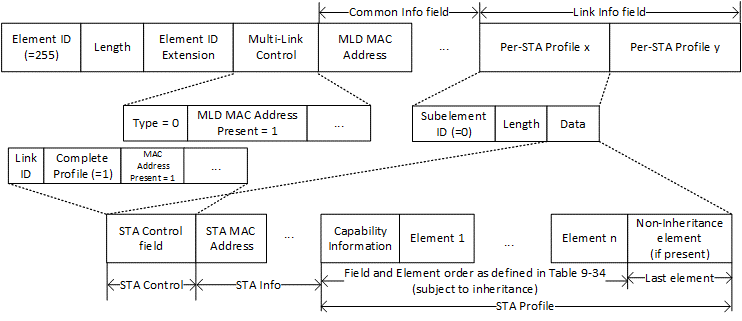 Common Info field
Link Info field
Element ID
(=255)
Length
Element ID
Extension
Multi-Link
Control
MLD MAC
Address
...
Per-STA Profile x
Per-STA Profile y
Type = 0
MLD MAC Address
Present = 1
...
Subelement
ID (=0)
Length
Data
Link
ID
Complete
Profile (=1)
MAC
Address
Present = 1
...
STA Control
field
STA MAC
Address
...
Capability
Information
Element 1
...
Element n
Non-Inheritance
element
(if present)
STA Control
STA Info
Field and Element order as defined in Table 9-34
(subject to inheritance)
Last element
STA Profile